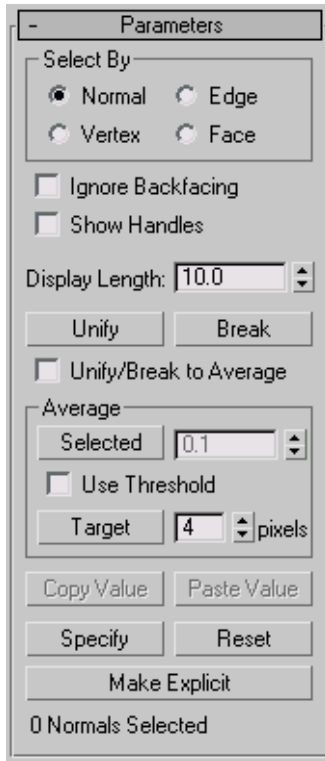 - Parameters
Select By
Normal Edge
Vertex Face
Ignore Backfacing
Show Handles
Display Length: 10.0
Unify Break
Unify/Break to Average
Average
Selected 0.1
Use Threshold
Target 4 pixels
Copy Value Paste Value
Specify Reset
Make Explicit
0 Normals Selected